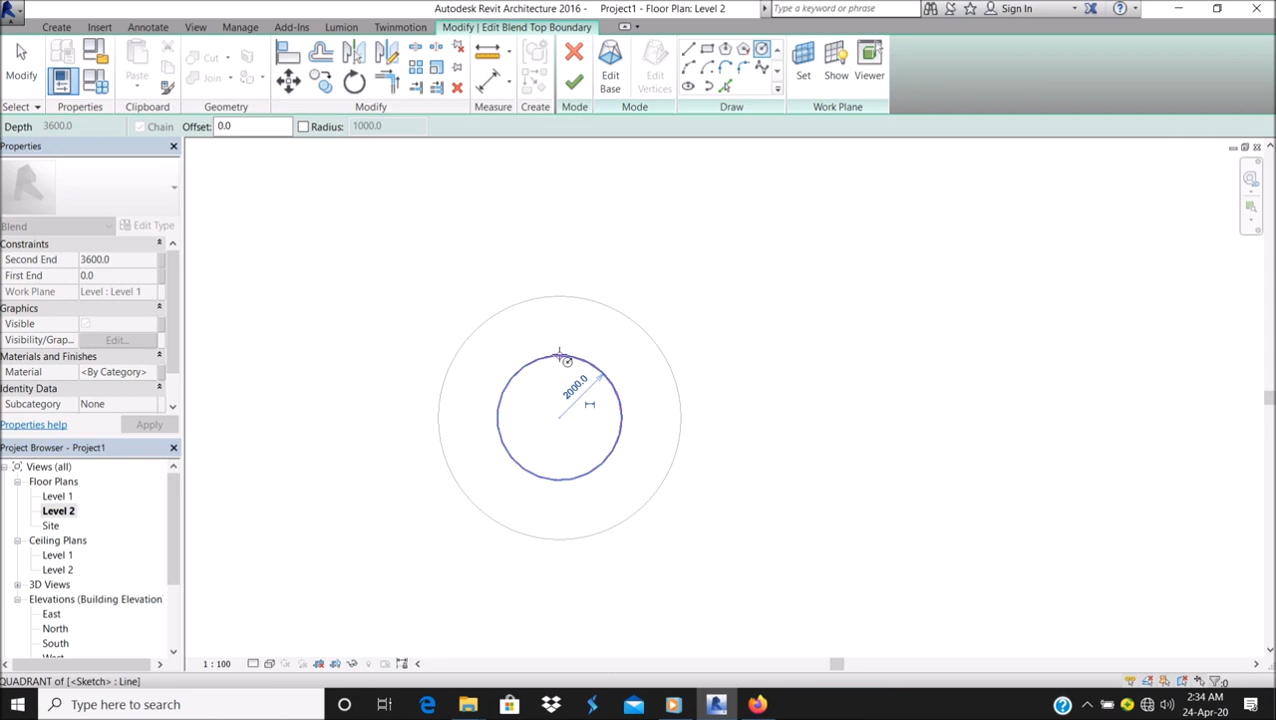 Autodesk Revit Architecture 2016 - Project1 - Floor Plan: Level 2
Type a keyword or phrase
Sign In
Create Insert Annotate View Manage Add-Ins Lumion Twinmotion Modify | Edit Blend Top Boundary
Modify
Paste
Cut
Join
Edit Base
Edit Vertices
Set
Show
Viewer
Select
Properties
Clipboard
Geometry
Modify
Measure
Create
Mode
Mode
Draw
Work Plane
Depth 3600.0 Chain Offset: 0.0 Radius: 1000.0
Properties
Blend
Edit Type
Constraints
Second End 3600.0
First End 0.0
Work Plane Level : Level 1
Graphics
Visible
Visibility/Grap... Edit...
Materials and Finishes
Material <By Category>
Identity Data
Subcategory None
Properties help
Apply
Project Browser - Project1
Views (all)
Floor Plans
Level 1
Level 2
Site
Ceiling Plans
Level 1
Level 2
3D Views
Elevations (Building Elevation
East
North
South
West
2000.0
1 : 100
QUADRANT of [<Sketch> : Line]
:0
Type here to search
2:34 AM
24-Apr-20